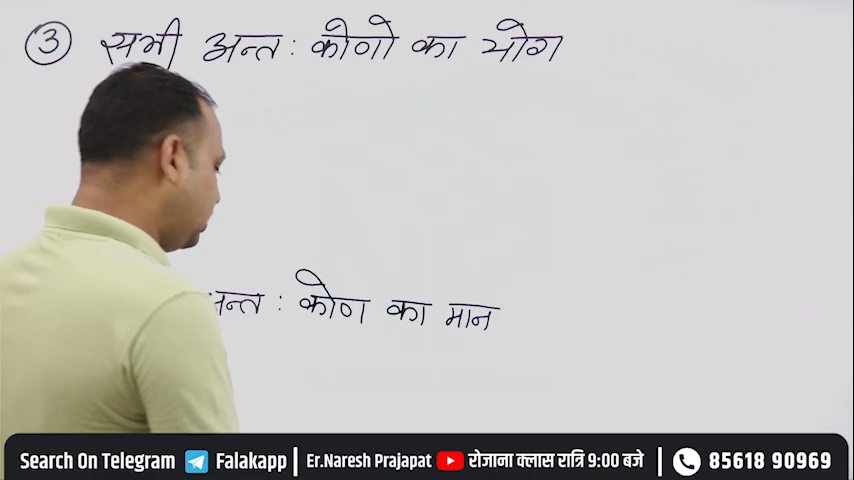 ③ सभी अन्त: कोणो का योग
अन्त: कोण का मान
Search On Telegram Falakapp | Er.Naresh Prajapat रोजाना क्लास रात्रि 9:00 बजे | 85618 90969